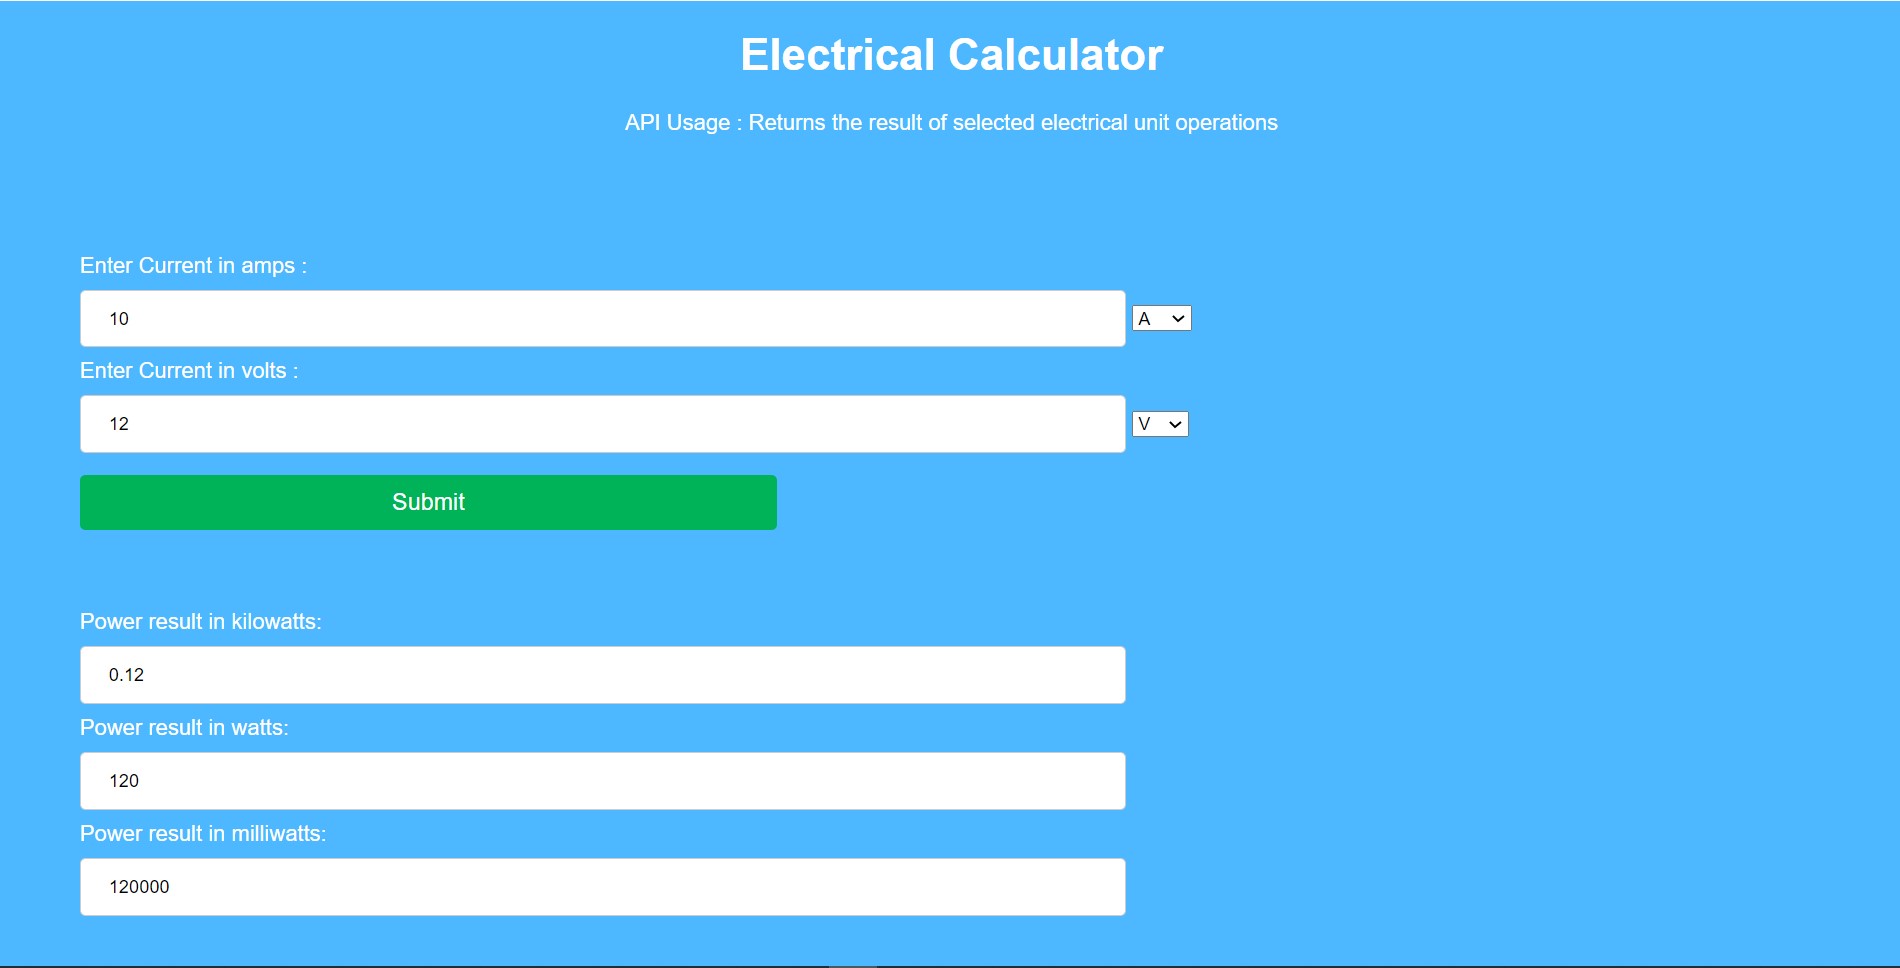 Electrical Calculator
API Usage : Returns the result of selected electrical unit operations
Enter Current in amps :
10 A
Enter Current in volts :
12 V
Submit
Power result in kilowatts:
0.12
Power result in watts:
120
Power result in milliwatts:
120000